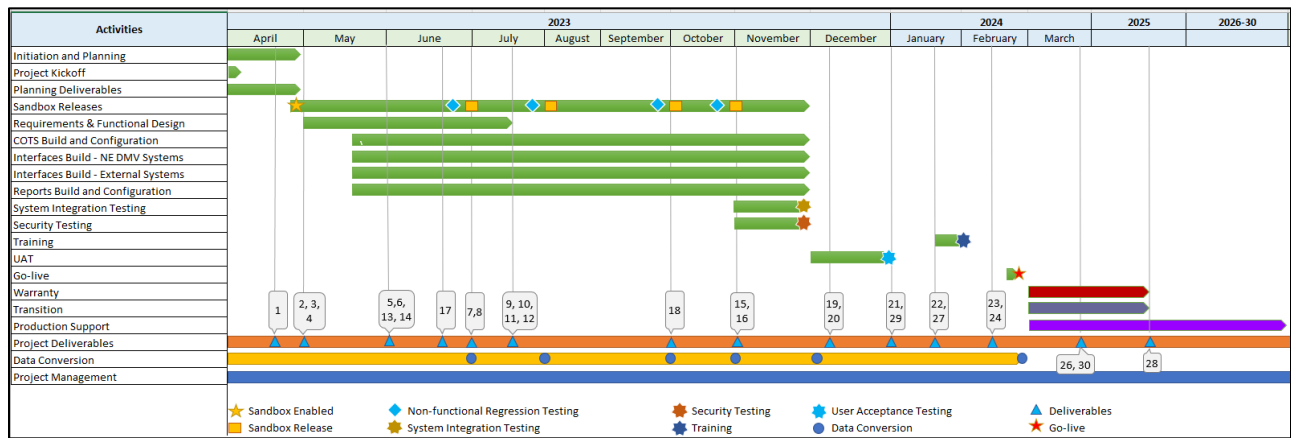 Activities
2023
2024
2025
2026-30
April May June July August September October November December January February March
Initiation and Planning
Project Kickoff
Planning Deliverables
Sandbox Releases
Requirements & Functional Design
COTS Build and Configuration
Interfaces Build - NE DMV Systems
Interfaces Build - External Systems
Reports Build and Configuration
System Integration Testing
Security Testing
Training
UAT
Go-live
Warranty
Transition
Production Support
Project Deliverables
Data Conversion
Project Management
1
2, 3,
4
5,6,
13, 14
17
7,8
9, 10,
11, 12
18
15,
16
19,
20
21,
29
22,
27
23,
24
26, 30
28
Sandbox Enabled
Non-functional Regression Testing
Security Testing
User Acceptance Testing
Deliverables
Sandbox Release
System Integration Testing
Training
Data Conversion
Go-live